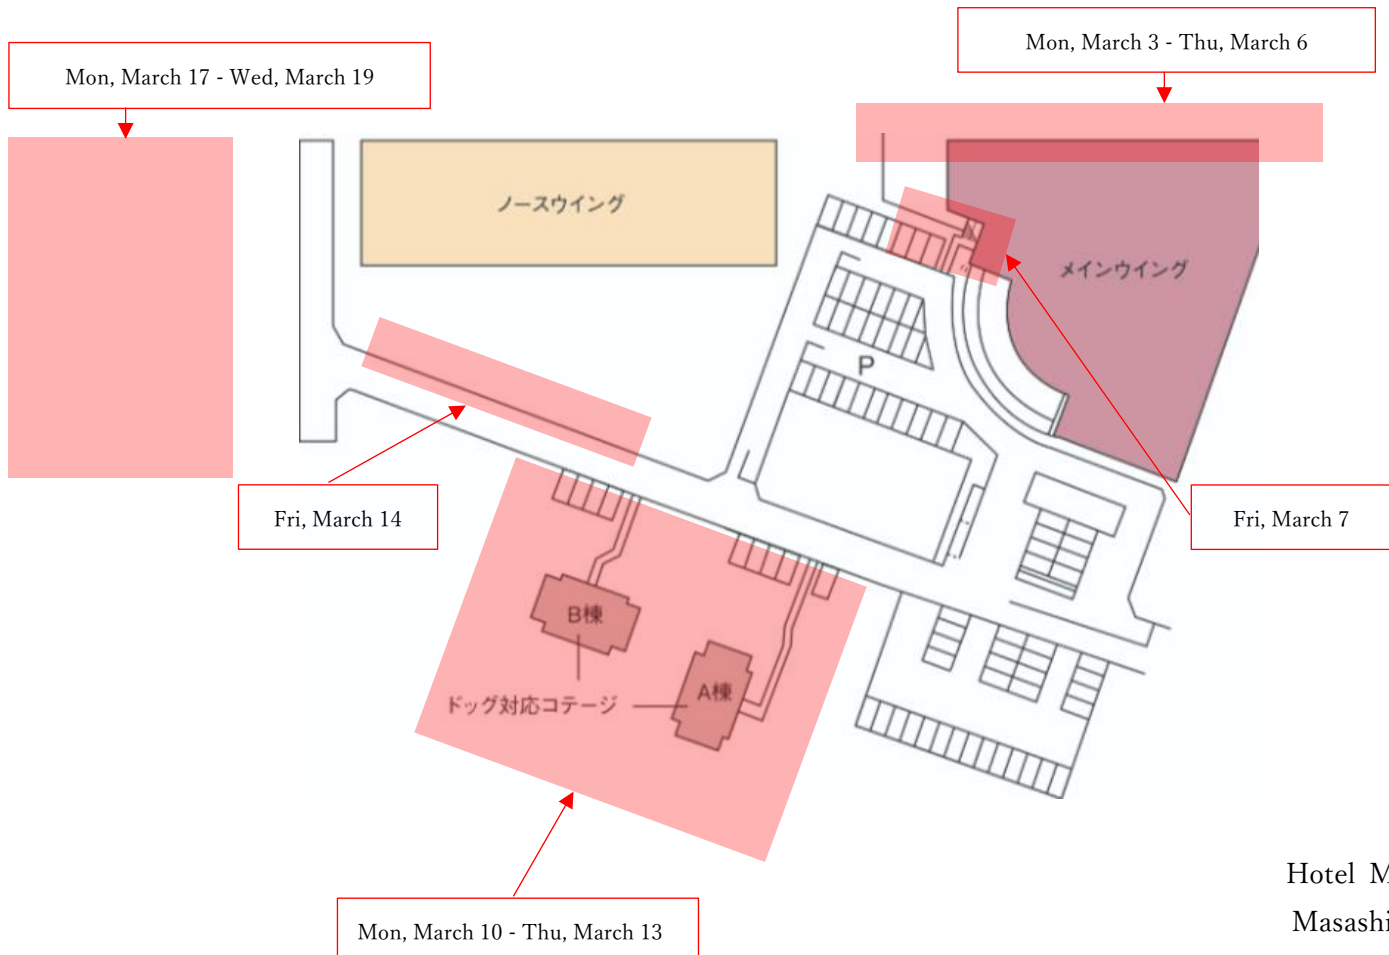 Mon, March 3 - Thu, March 6
Mon, March 17 - Wed, March 19
ノースウイング
メインウイング
P
Fri, March 14
Fri, March 7
B棟
A棟
ドッグ対応コテージ
Hotel
Masashi
Mon, March 10 - Thu, March 13